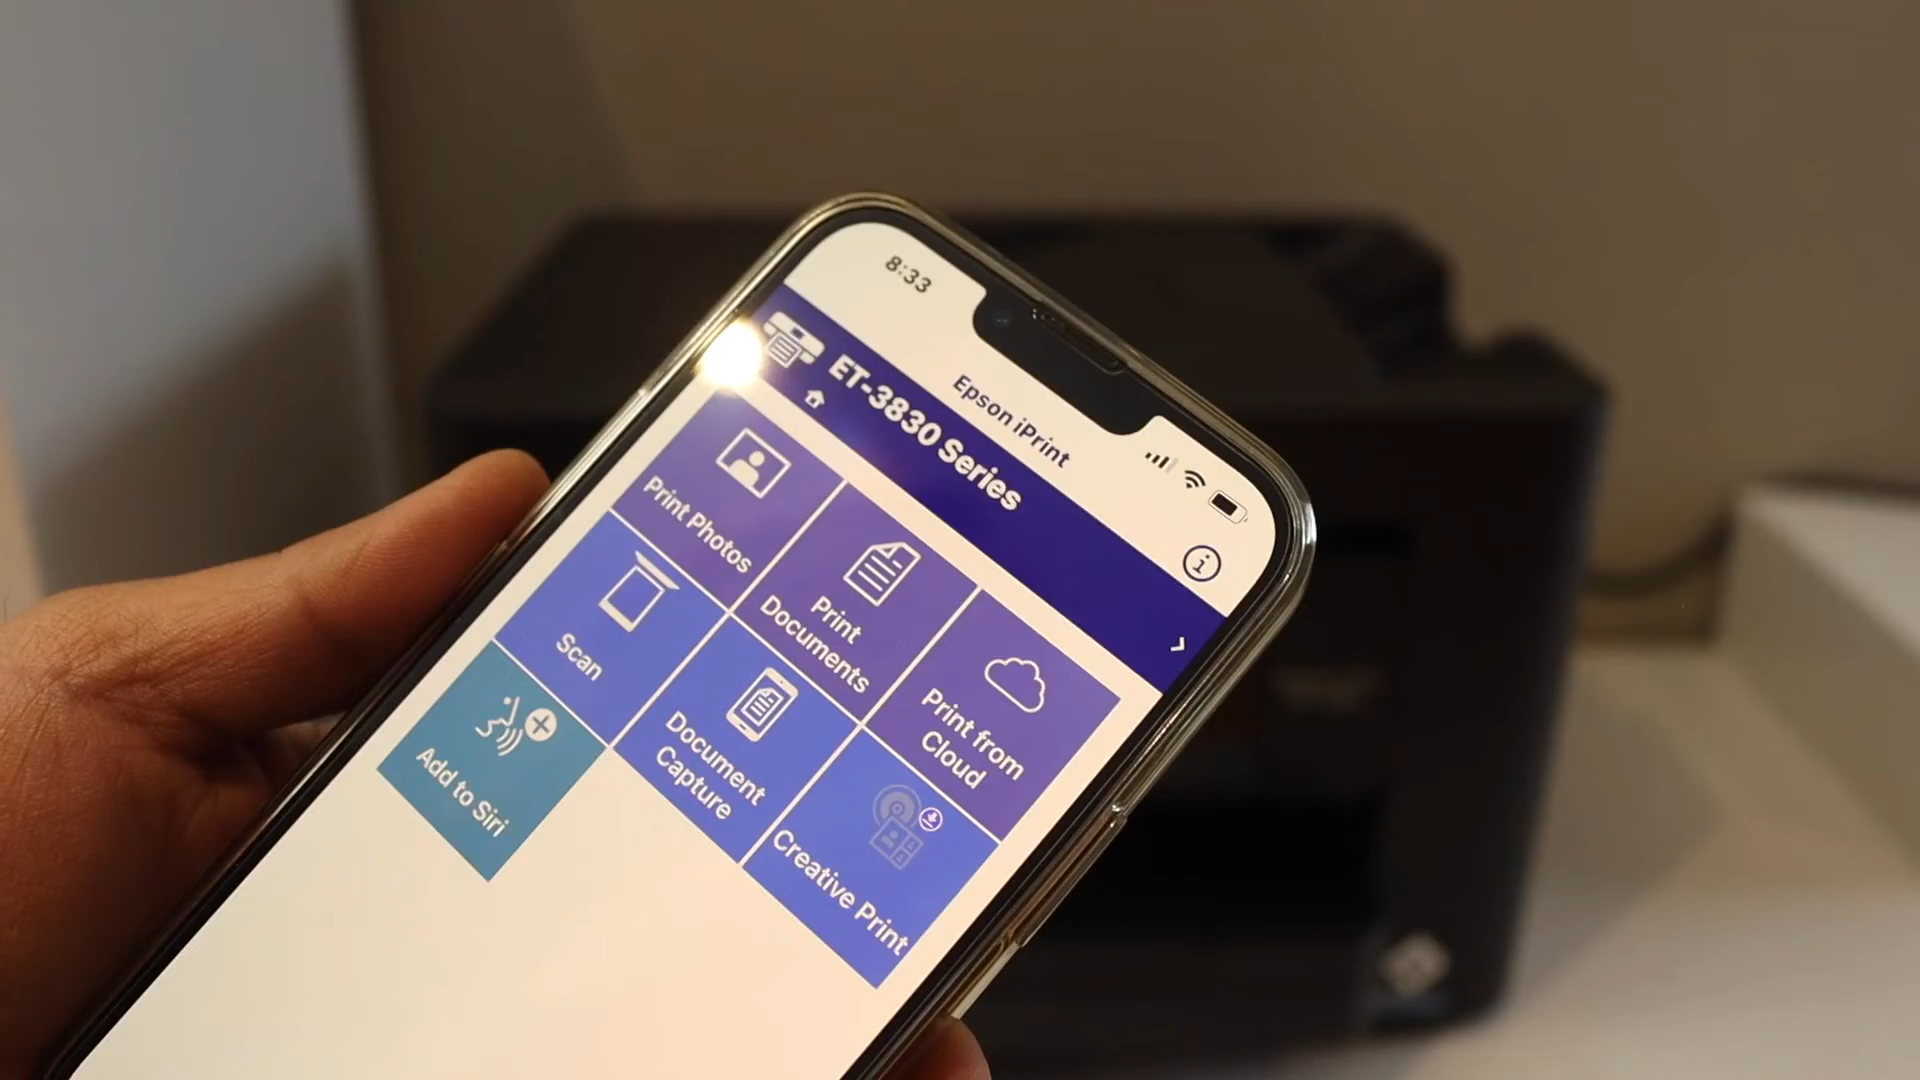 8:33
Epson iPrint
ET-3830 Series
Print Photos
Print
Documents
Print from
Cloud
Scan
Document
Capture
Creative Print
Add to Siri